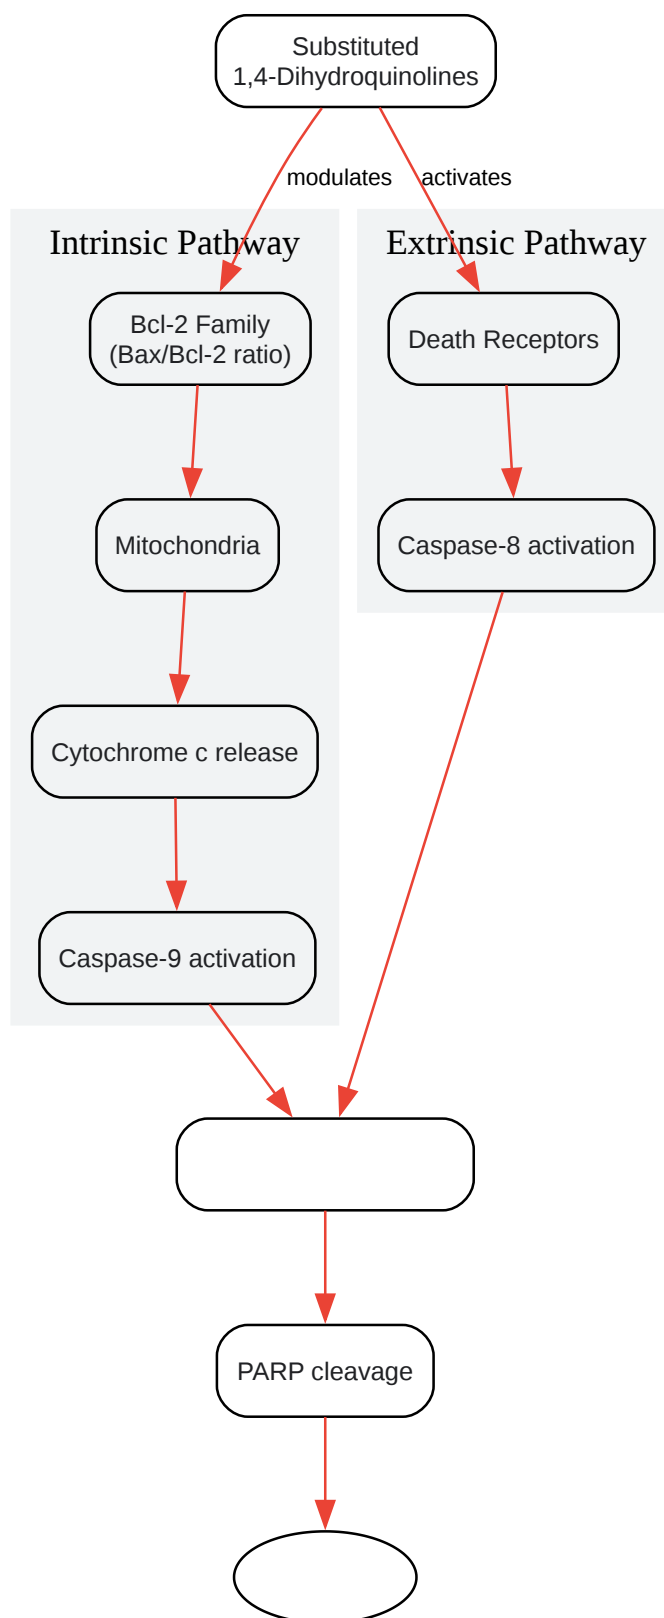 Substituted
1,4-Dihydroquinolines
modulates
activates
Intrinsic Pathway
Extrinsic Pathway
Bcl-2 Family
(Bax/Bcl-2 ratio)
Death Receptors
Mitochondria
Caspase-8 activation
Cytochrome c release
Caspase-9 activation
PARP cleavage